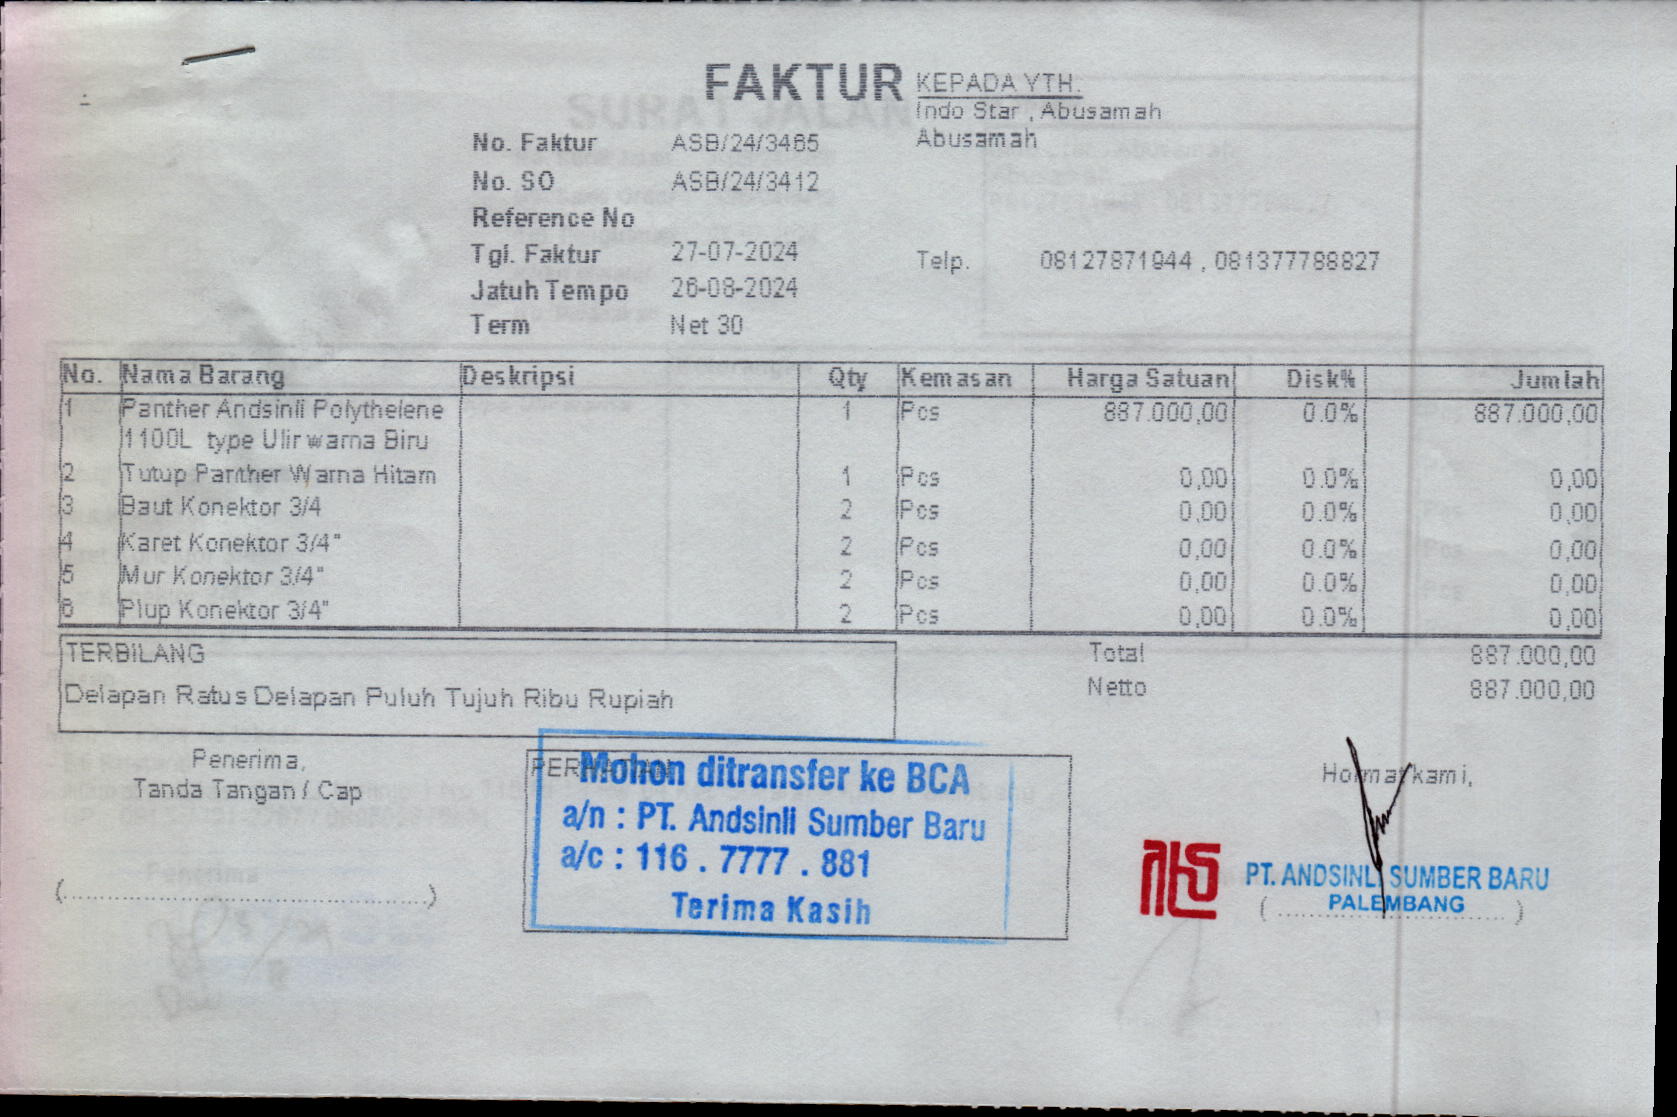 FAKTUR
KEPADA YTH.
Indo Star , Abusamah
Abusamah
No. Faktur ASB/24/3465
No. SO ASB/24/3412
Reference No
Tgl. Faktur 27-07-2024
Telp. 08127871944 , 081377788827
Jatuh Tempo 26-08-2024
Term Net 30
No. Nama Barang Deskripsi Qty Kemasan Harga Satuan Disk% Jumlah
1 Panther Andsinli Polythelene 1 Pcs 887.000,00 0.0% 887.000,00
1100L type Ulir warna Biru
2 Tutup Panther Warna Hitam 1 Pcs 0,00 0.0% 0,00
3 Baut Konektor 3/4 2 Pcs 0,00 0.0% 0,00
4 Karet Konektor 3/4" 2 Pcs 0,00 0.0% 0,00
5 Mur Konektor 3/4" 2 Pcs 0,00 0.0% 0,00
6 Plup Konektor 3/4" 2 Pcs 0,00 0.0% 0,00
TERBILANG
Delapan Ratus Delapan Puluh Tujuh Ribu Rupiah
Total 887.000,00
Netto 887.000,00
Penerima,
Tanda Tangan / Cap
(......................................................)
Mohon ditransfer ke BCA
a/n : PT. Andsinli Sumber Baru
a/c : 116 . 7777 . 881
Terima Kasih
Hormat kami,
PT. ANDSINLI SUMBER BARU
PALEMBANG
( .................................. )